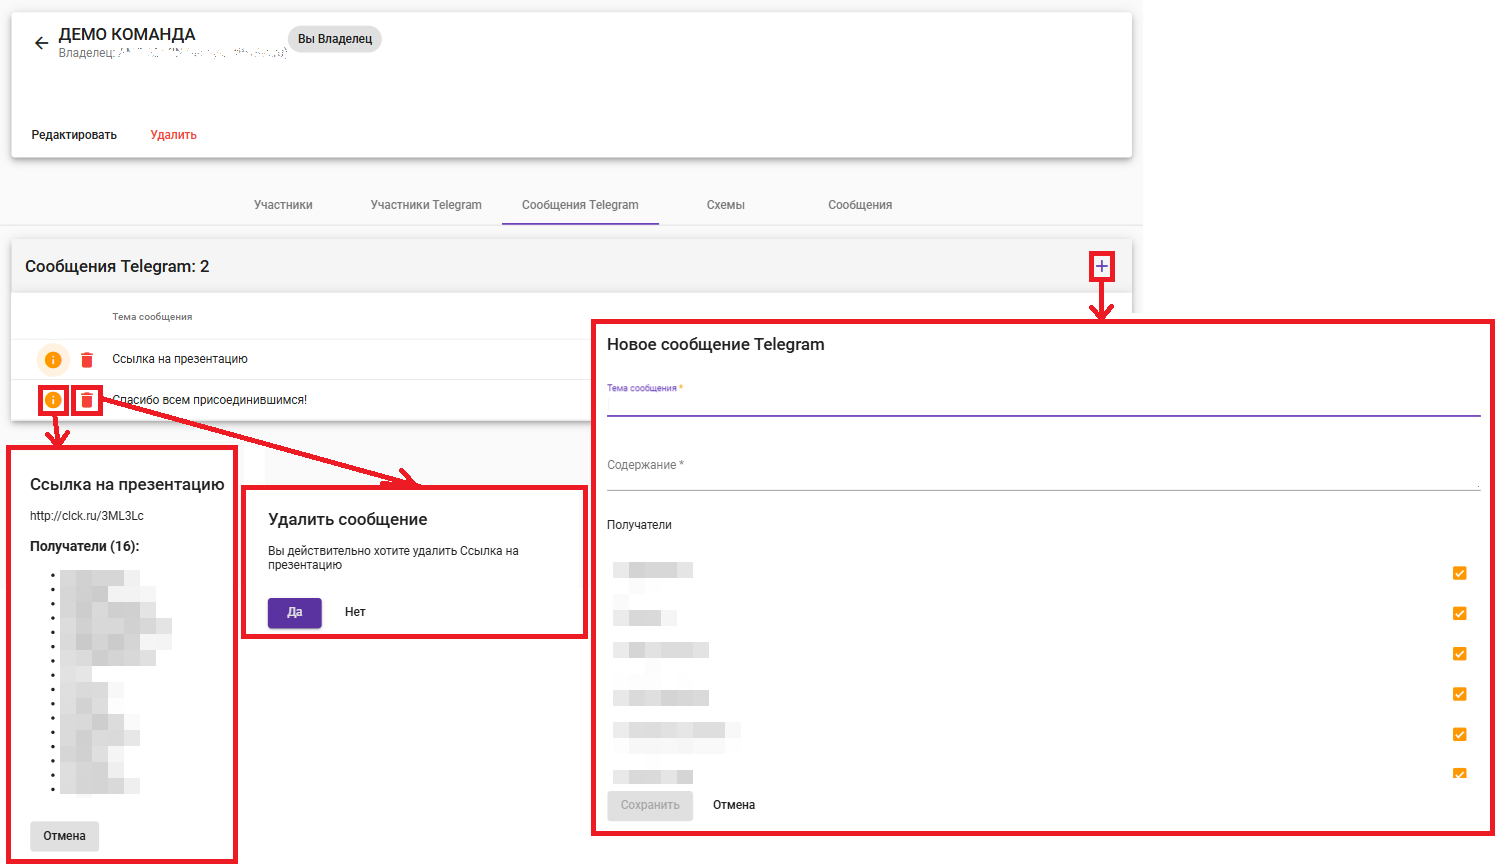 ДЕМО КОМАНДА
Вы Владелец
Владелец:
Редактировать
Удалить
Участники
Участники Telegram
Сообщения Telegram
Схемы
Сообщения
Сообщения Telegram: 2
Тема сообщения
Ссылка на презентацию
Спасибо всем присоединившимся!
Ссылка на презентацию
http://clck.ru/3ML3Lc
Получатели (16):
Отмена
Удалить сообщение
Вы действительно хотите удалить Ссылка на
презентацию
Да
Нет
Новое сообщение Telegram
Тема сообщения *
Содержание *
Получатели
Сохранить
Отмена